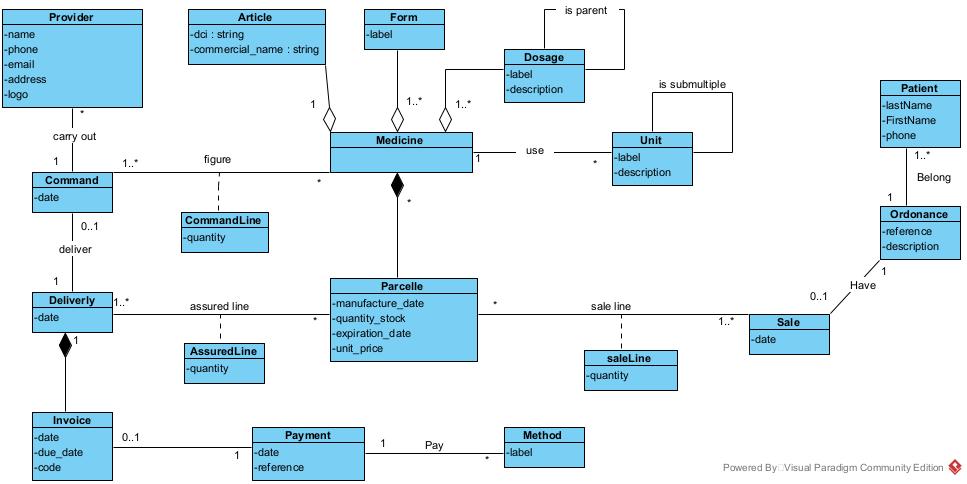 Provider
-name
-phone
-email
-address
-logo
Article
-dci : string
-commercial_name : string
Form
-label
is parent
Dosage
-label
-description
is submultiple
Patient
-lastName
-FirstName
-phone
*
carry out
1
1
1..*
1..*
Medicine
1
use
*
Unit
-label
-description
1..*
Belong
1
Command
-date
1..*
figure
*
CommandLine
-quantity
*
0..1
deliver
1
Ordonance
-reference
-description
1
Have
0..1
Deliverly
-date
1..*
assured line
*
AssuredLine
-quantity
1
Parcelle
-manufacture_date
-quantity_stock
-expiration_date
-unit_price
*
sale line
1..*
saleLine
-quantity
Sale
-date
Invoice
-date
-due_date
-code
0..1
1
Payment
-date
-reference
1
Pay
*
Method
-label
Powered By Visual Paradigm Community Edition